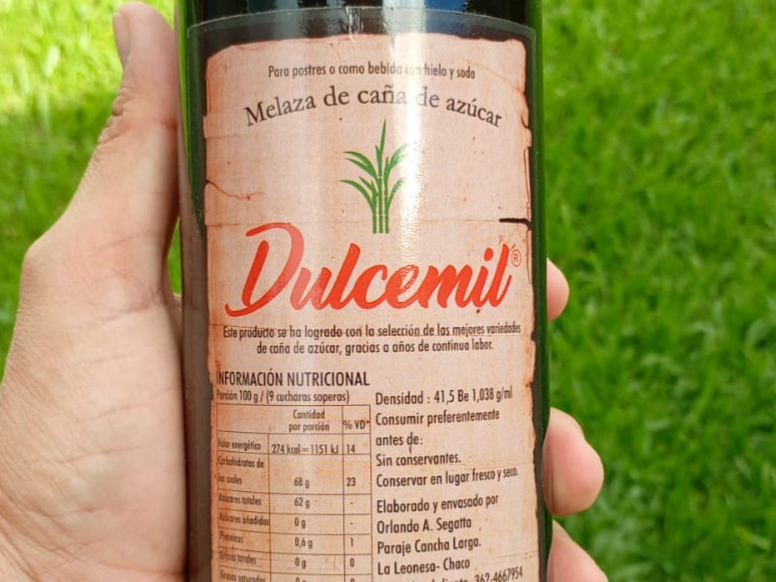 Para postres o como bebida con hielo y soda
Melaza de caña de azúcar
Dulcemil®
Este producto se ha logrado con la selección de las mejores variedades
de caña de azúcar, gracias a años de continua labor.
INFORMACIÓN NUTRICIONAL
Porción 100 g / (9 cucharas soperas)
Cantidad
por porción
% VD*
Valor energético 274 kcal=1151 kJ 14
Carbohidratos de
los cuales 68 g 23
Azúcares totales 62 g -
Azúcares añadidos 0 g -
Proteínas 0,6 g 1
Grasas totales 0 g 0
Grasas saturadas
Densidad : 41,5 Be 1,038 g/ml
Consumir preferentemente
antes de:
Sin conservantes.
Conservar en lugar fresco y seco.
Elaborado y envasado por
Orlando A. Segatta
Paraje Cancha Larga.
La Leonesa- Chaco
362-4667954